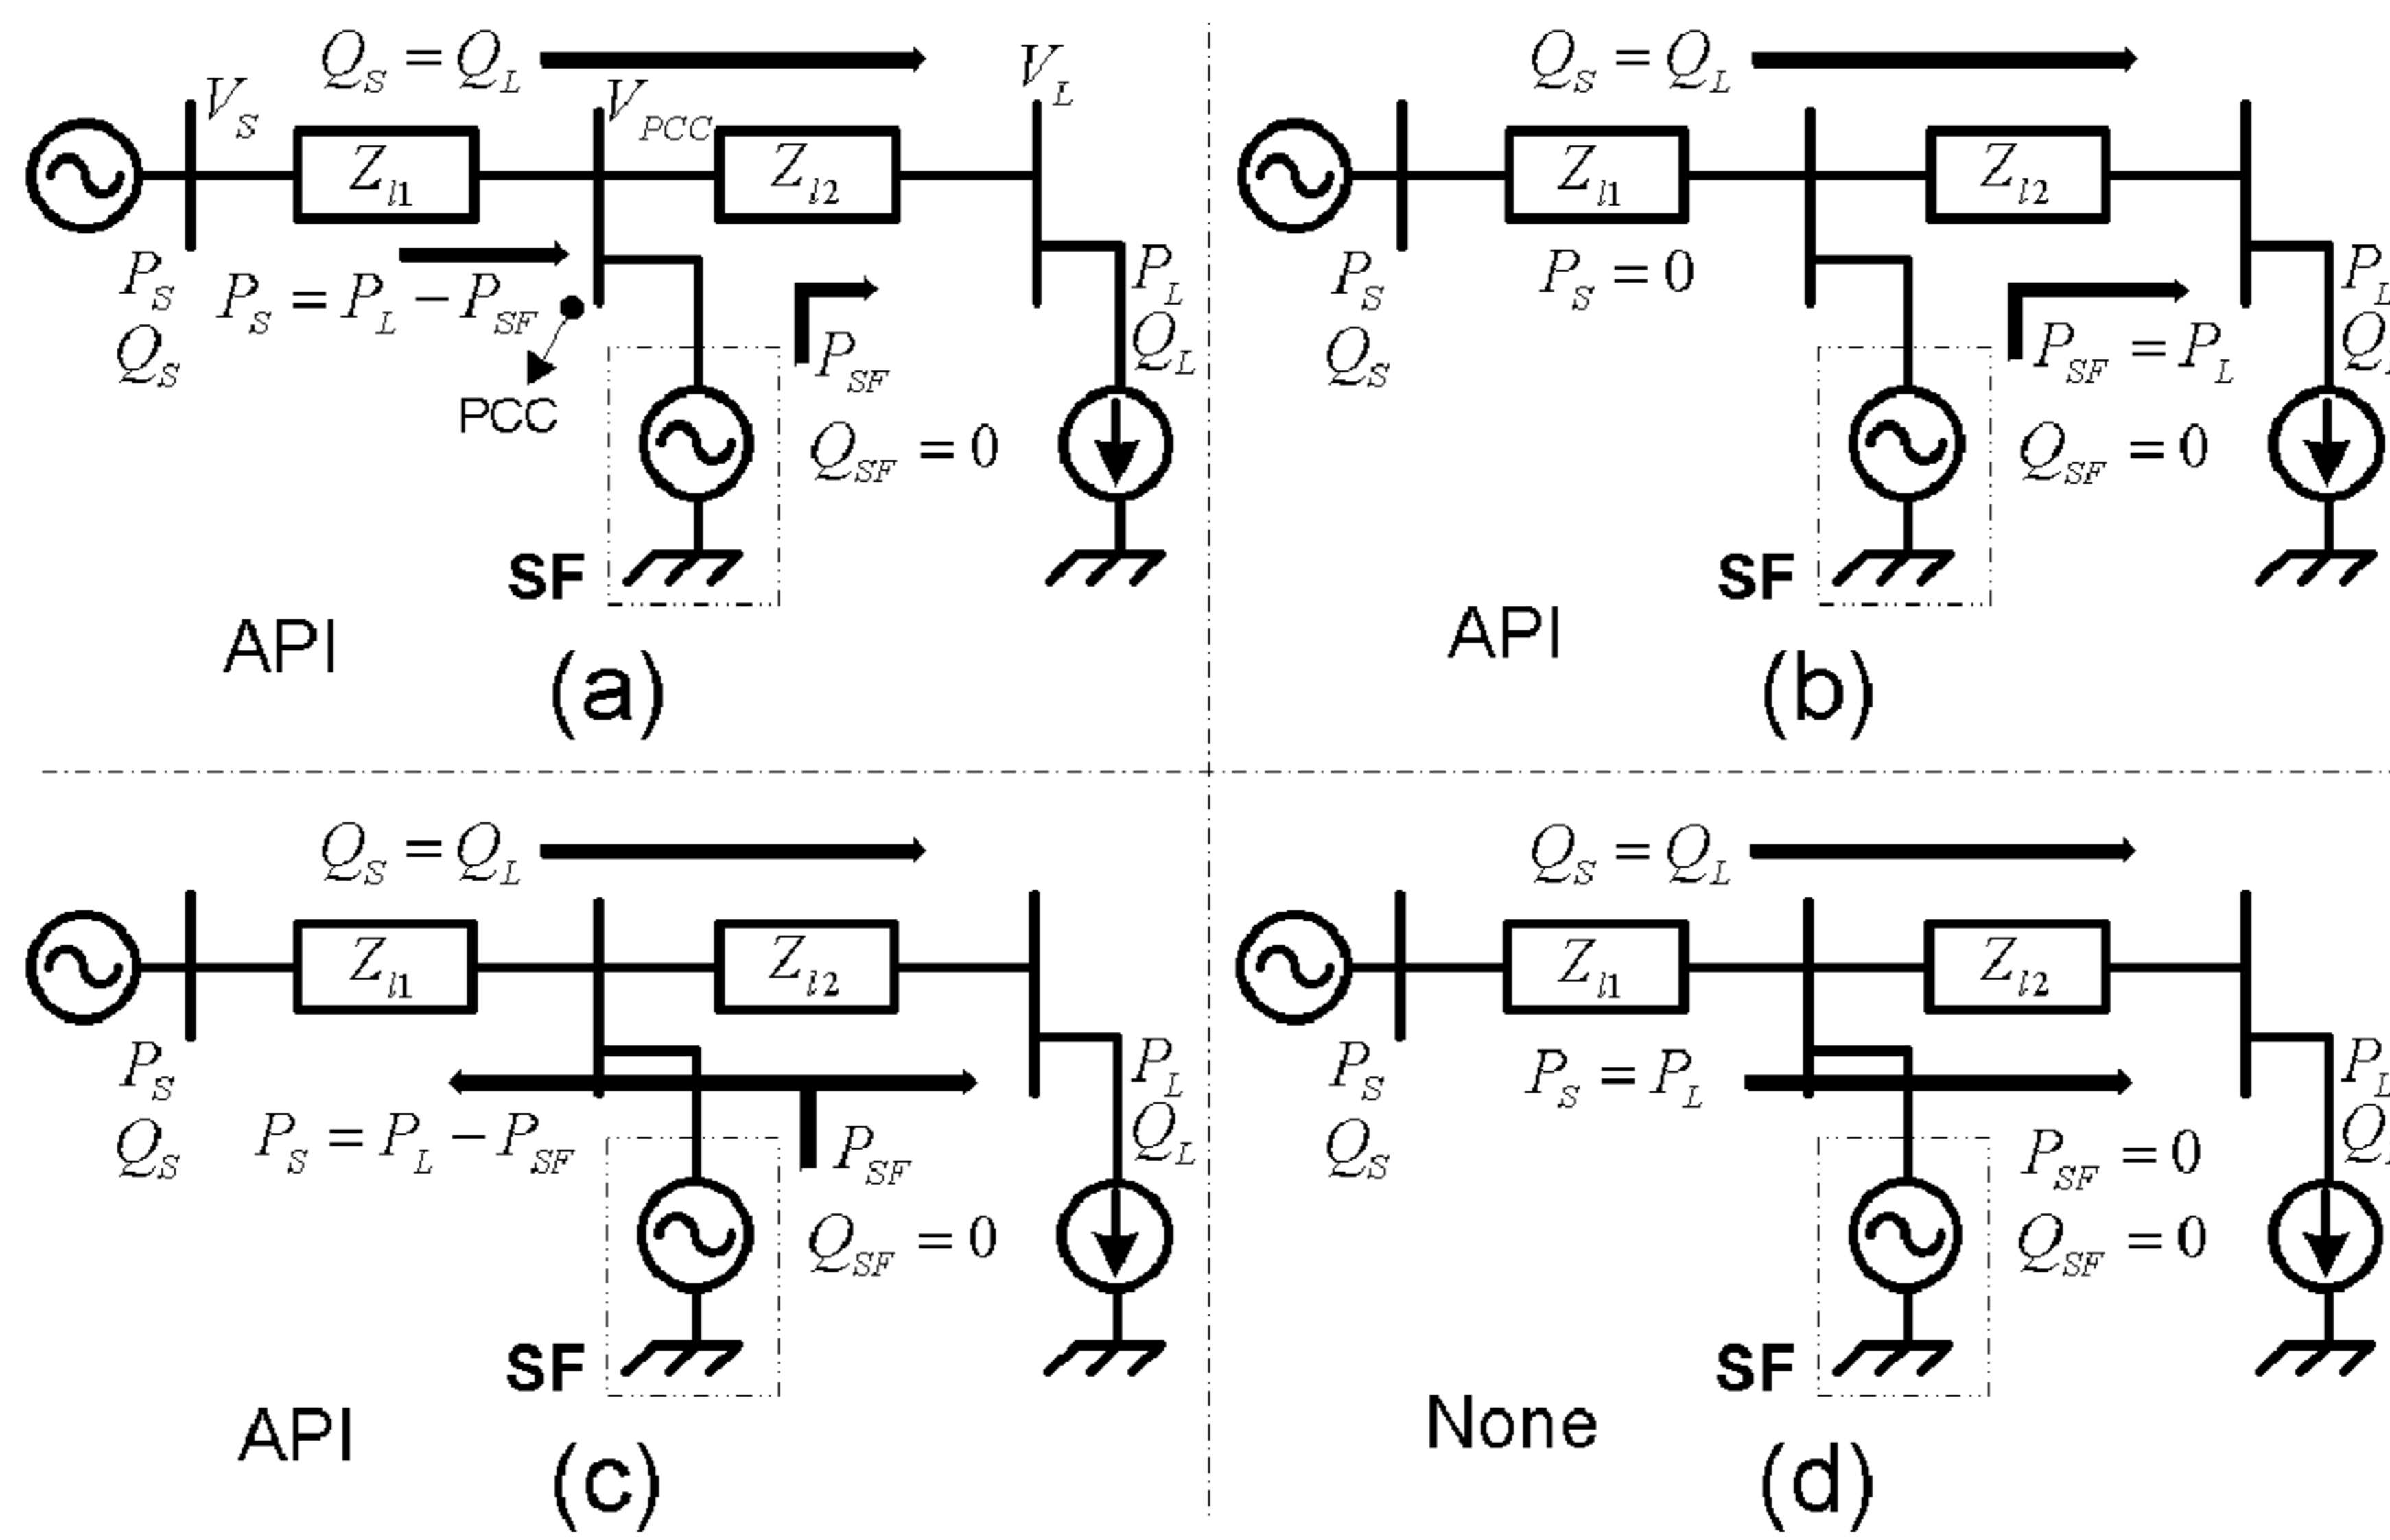 Q_S = Q_L
V_S
V_PCC
V_L
Z_l1
Z_l2
P_S
Q_S
P_S = P_L − P_SF
PCC
P_SF
Q_SF = 0
P_L
Q_L
SF
API
(a)
Q_S = Q_L
Z_l1
Z_l2
P_S
Q_S
P_S = 0
P_SF = P_L
Q_SF = 0
P_L
SF
API
(b)
Q_S = Q_L
Z_l1
Z_l2
P_S
Q_S
P_S = P_L − P_SF
P_SF
Q_SF = 0
P_L
Q_L
SF
API
(c)
Q_S = Q_L
Z_l1
Z_l2
P_S
Q_S
P_S = P_L
P_SF = 0
Q_SF = 0
P_L
SF
None
(d)